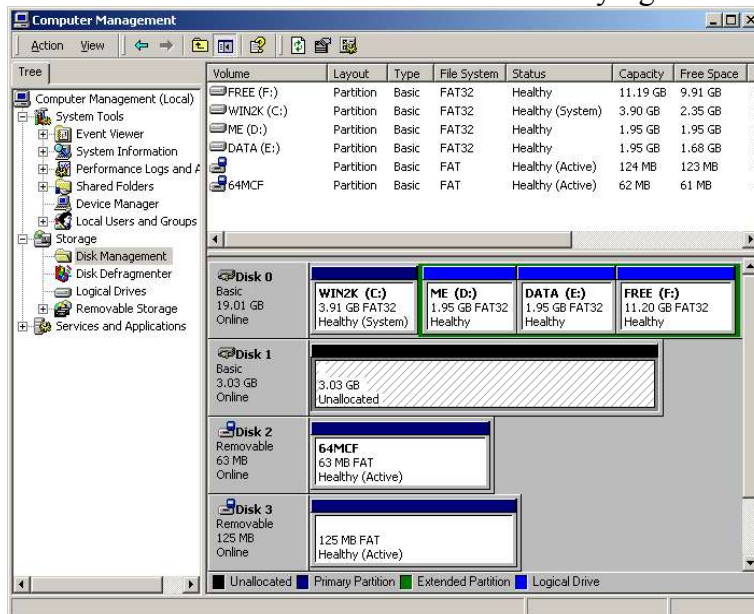 Computer Management
Action View
Tree
Computer Management (Local)
System Tools
Event Viewer
System Information
Performance Logs and A
Shared Folders
Device Manager
Local Users and Groups
Storage
Disk Management
Disk Defragmenter
Logical Drives
Removable Storage
Services and Applications
Volume Layout Type File System Status Capacity Free Space
FREE (F:) Partition Basic FAT32 Healthy 11.19 GB 9.91 GB
WIN2K (C:) Partition Basic FAT32 Healthy (System) 3.90 GB 2.35 GB
ME (D:) Partition Basic FAT32 Healthy 1.95 GB 1.95 GB
DATA (E:) Partition Basic FAT32 Healthy 1.95 GB 1.68 GB
Partition Basic FAT Healthy (Active) 124 MB 123 MB
64MCF Partition Basic FAT Healthy (Active) 62 MB 61 MB
Disk 0
Basic
19.01 GB
Online
WIN2K (C:)
3.91 GB FAT32
Healthy (Syst
ME (D:)
1.95 GB FAT32
Healthy
DATA (E:)
1.95 GB FAT32
Healthy
FREE (F:)
11.20 GB FAT32
Healthy
Disk 1
Basic
3.03 GB
Online
3.03 GB
Unallocated
Disk 2
Removable
63 MB
Online
64MCF
63 MB FAT
Healthy (Active)
Disk 3
Removable
125 MB
Online
125 MB FAT
Healthy (Active)
Unallocated Primary Partition Extended Partition Logical Drive